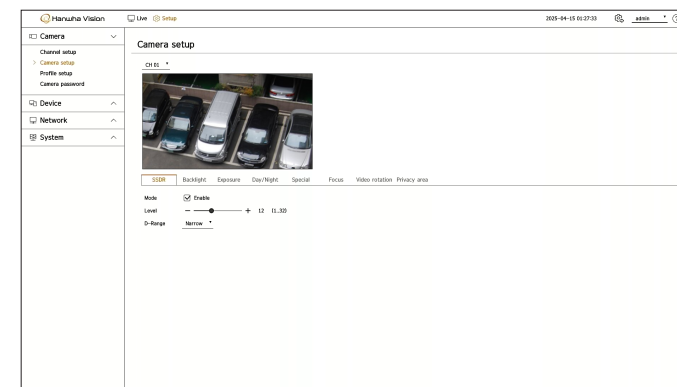 Hanwha Vision
Live Setup 2025-04-15 01:27:33 admin
Camera
Channel setup
Camera setup
Profile setup
Camera password
Device
Network
System
Camera setup
CH 01
SSDR Backlight Exposure Day/Night Special Focus Video rotation Privacy area
Mode Enable
Level 12 (1..32)
D-Range Narrow